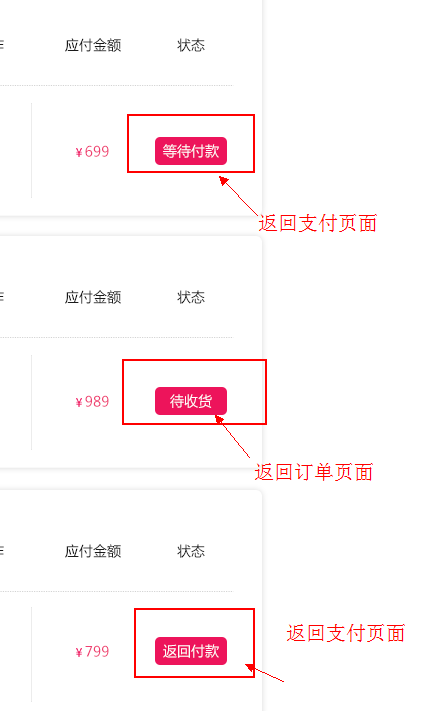 应付金额 状态
¥699 等待付款
返回支付页面
应付金额 状态
¥989 待收货
返回订单页面
应付金额 状态
¥799 返回付款
返回支付页面